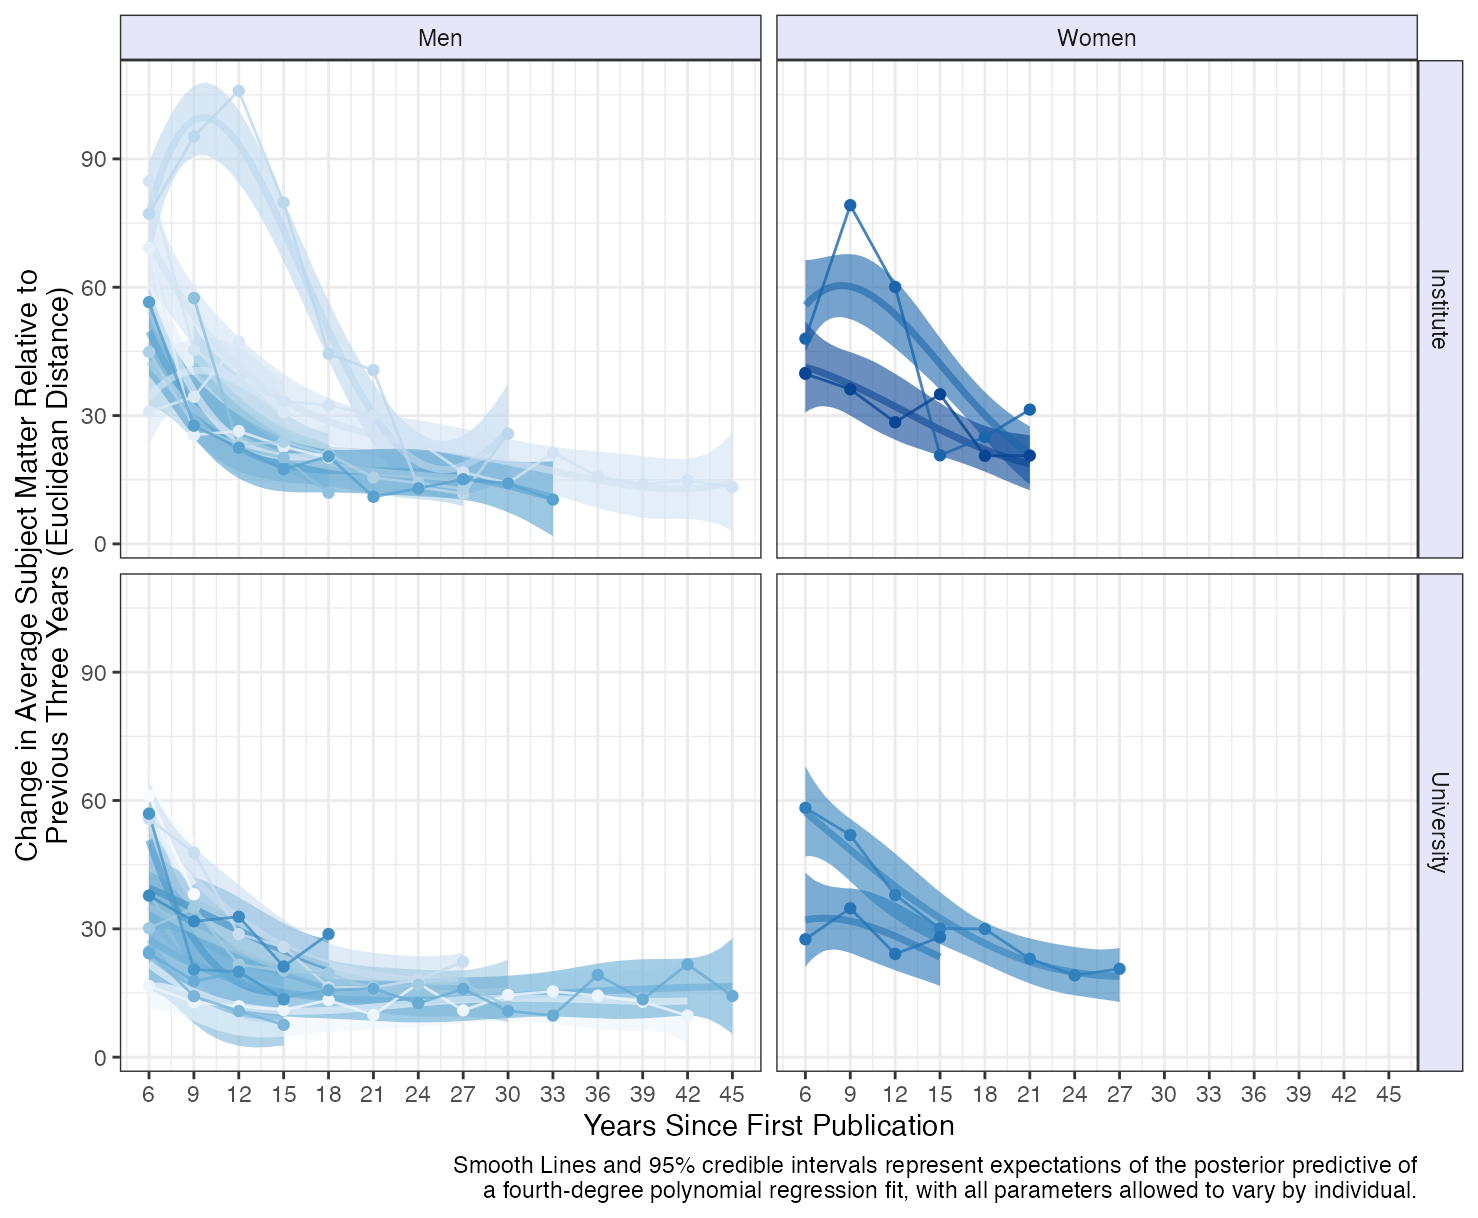 Men
Women
Change in Average Subject Matter Relative to
Previous Three Years (Euclidean Distance)
90
60
30
0
Institute
90
60
30
0
University
6 9 12 15 18 21 24 27 30 33 36 39 42 45
6 9 12 15 18 21 24 27 30 33 36 39 42 45
Years Since First Publication
Smooth Lines and 95% credible intervals represent expectations of the posterior predictive of
a fourth-degree polynomial regression fit, with all parameters allowed to vary by individual.